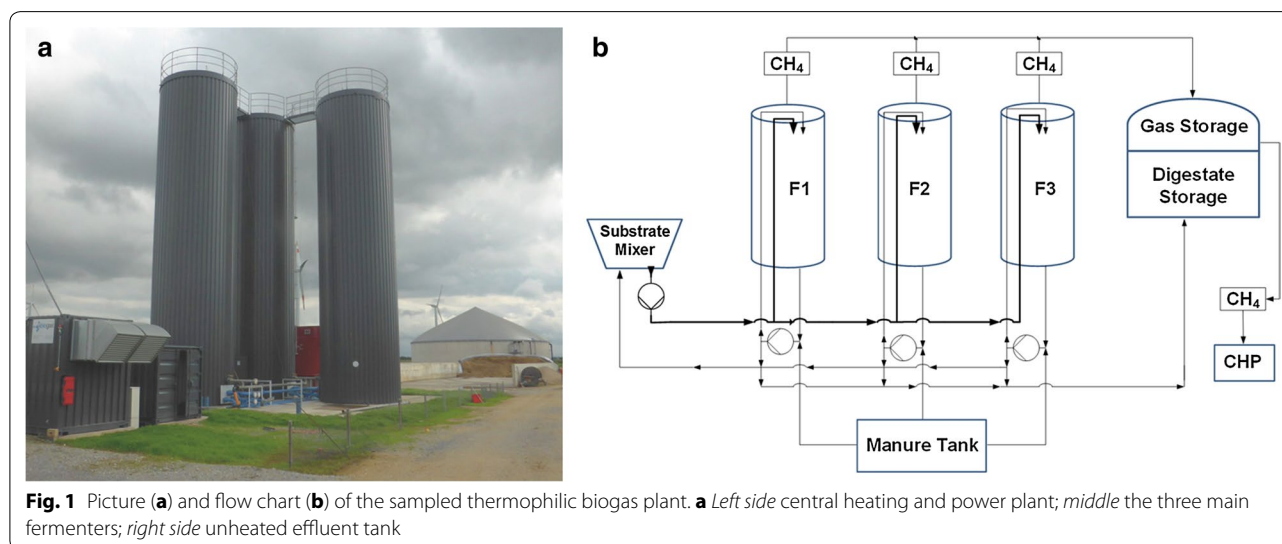 a
b
CH₄ CH₄ CH₄
Gas Storage
Digestate
Storage
F1 F2 F3
Substrate
Mixer
CH₄
CHP
Manure Tank
Fig. 1 Picture (a) and flow chart (b) of the sampled thermophilic biogas plant. a Left side central heating and power plant; middle the three main
fermenters; right side unheated effluent tank